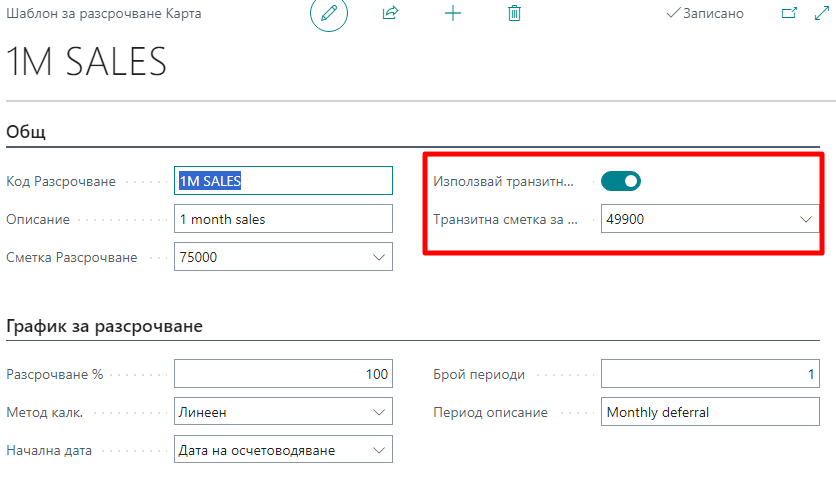 Шаблон за разсрочване Карта
Записано
1M SALES
Общ
Код Разсрочване 1M SALES
Използвай транзитн...
Описание 1 month sales
Транзитна сметка за ... 49900
Сметка Разсрочване 75000
График за разсрочване
Разсрочване % 100
Брой периоди 1
Метод калк. Линеен
Период описание Monthly deferral
Начална дата Дата на осчетоводяване